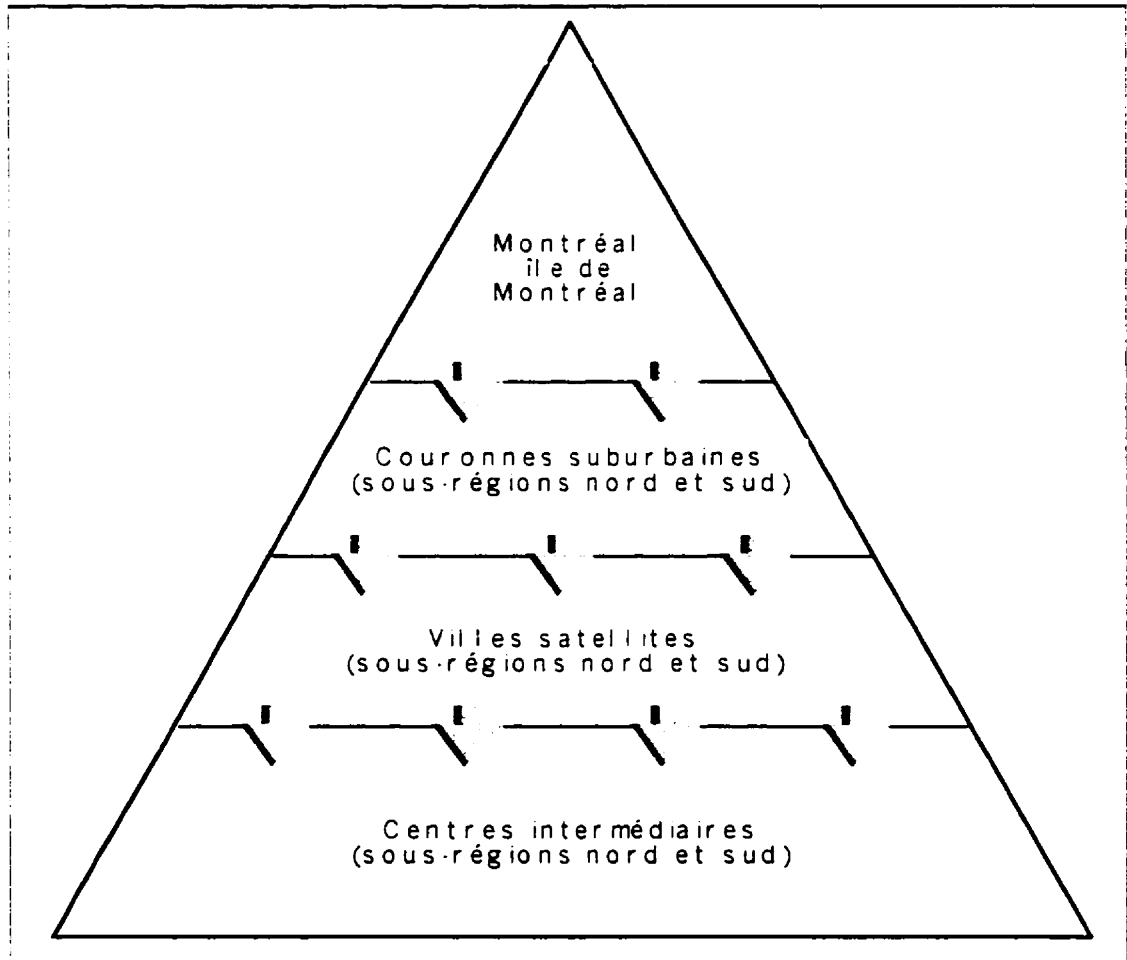 Montréal
île de
Montréal
Couronnes suburbaines
(sous-régions nord et sud)
Villes satellites
(sous-régions nord et sud)
Centres intermédiaires
(sous-régions nord et sud)